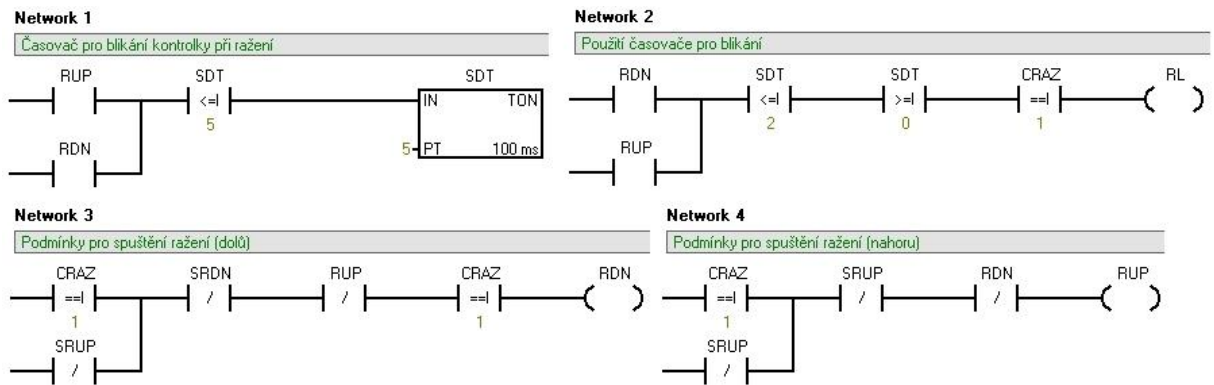 Network 1
Časovač pro blikání kontrolky při ražení
RUP SDT SDT
<=I IN TON
5
RDN 5 PT 100 ms
Network 2
Použití časovače pro blikání
RDN SDT SDT CRAZ RL
<=I >=I ==I
2 0 1
RUP
Network 3
Podmínky pro spuštění ražení (dolů)
CRAZ SRDN RUP CRAZ RDN
==I / / ==I
1 1
SRUP
/
Network 4
Podmínky pro spuštění ražení (nahoru)
CRAZ SRUP RDN RUP
==I / /
1
SRUP
/